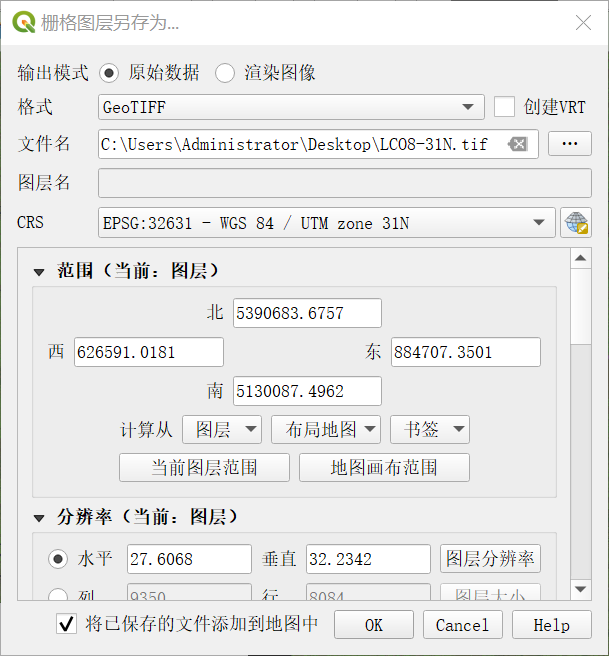 栅格图层另存为...
输出模式 原始数据 渲染图像
格式 GeoTIFF 创建VRT
文件名 C:\Users\Administrator\Desktop\LC08-31N.tif ...
图层名
CRS EPSG:32631 - WGS 84 / UTM zone 31N
范围（当前: 图层）
北 5390683.6757
西 626591.0181 东 884707.3501
南 5130087.4962
计算从 图层 布局地图 书签
当前图层范围 地图画布范围
分辨率（当前: 图层）
水平 27.6068 垂直 32.2342 图层分辨率
列 9350 行 8084 图层大小
将已保存的文件添加到地图中 OK Cancel Help